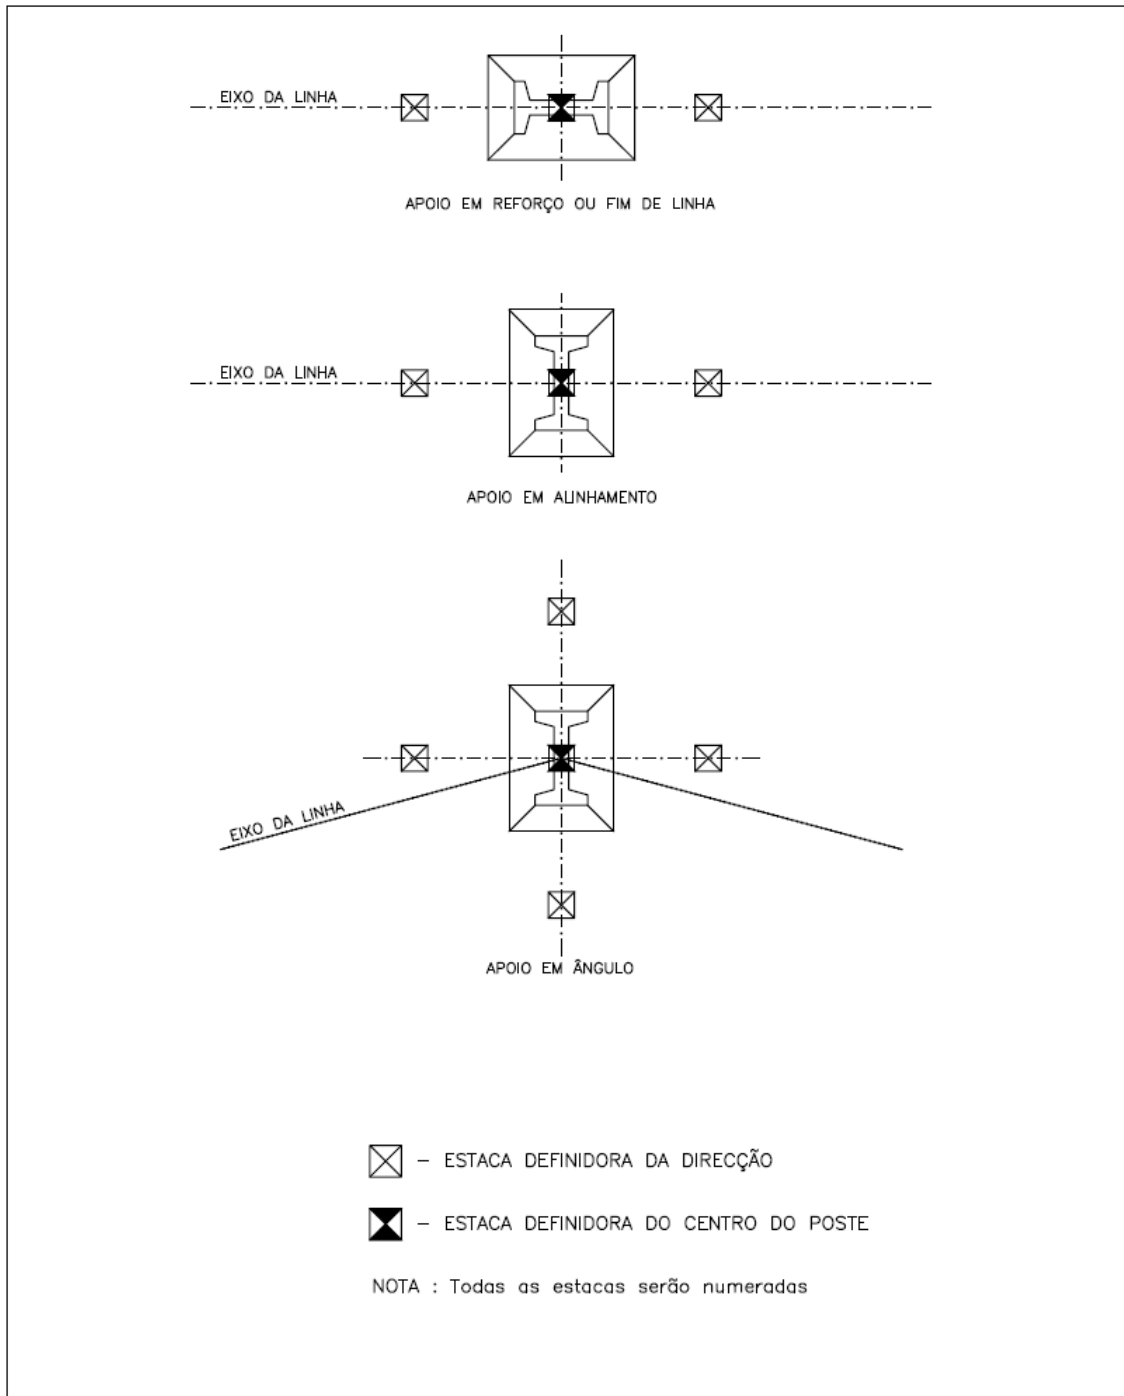 EIXO DA LINHA
APOIO EM REFORÇO OU FIM DE LINHA
EIXO DA LINHA
APOIO EM ALINHAMENTO
EIXO DA LINHA
APOIO EM ÂNGULO
– ESTACA DEFINIDORA DA DIRECÇÃO
– ESTACA DEFINIDORA DO CENTRO DO POSTE
NOTA : Todas as estacas serão numeradas